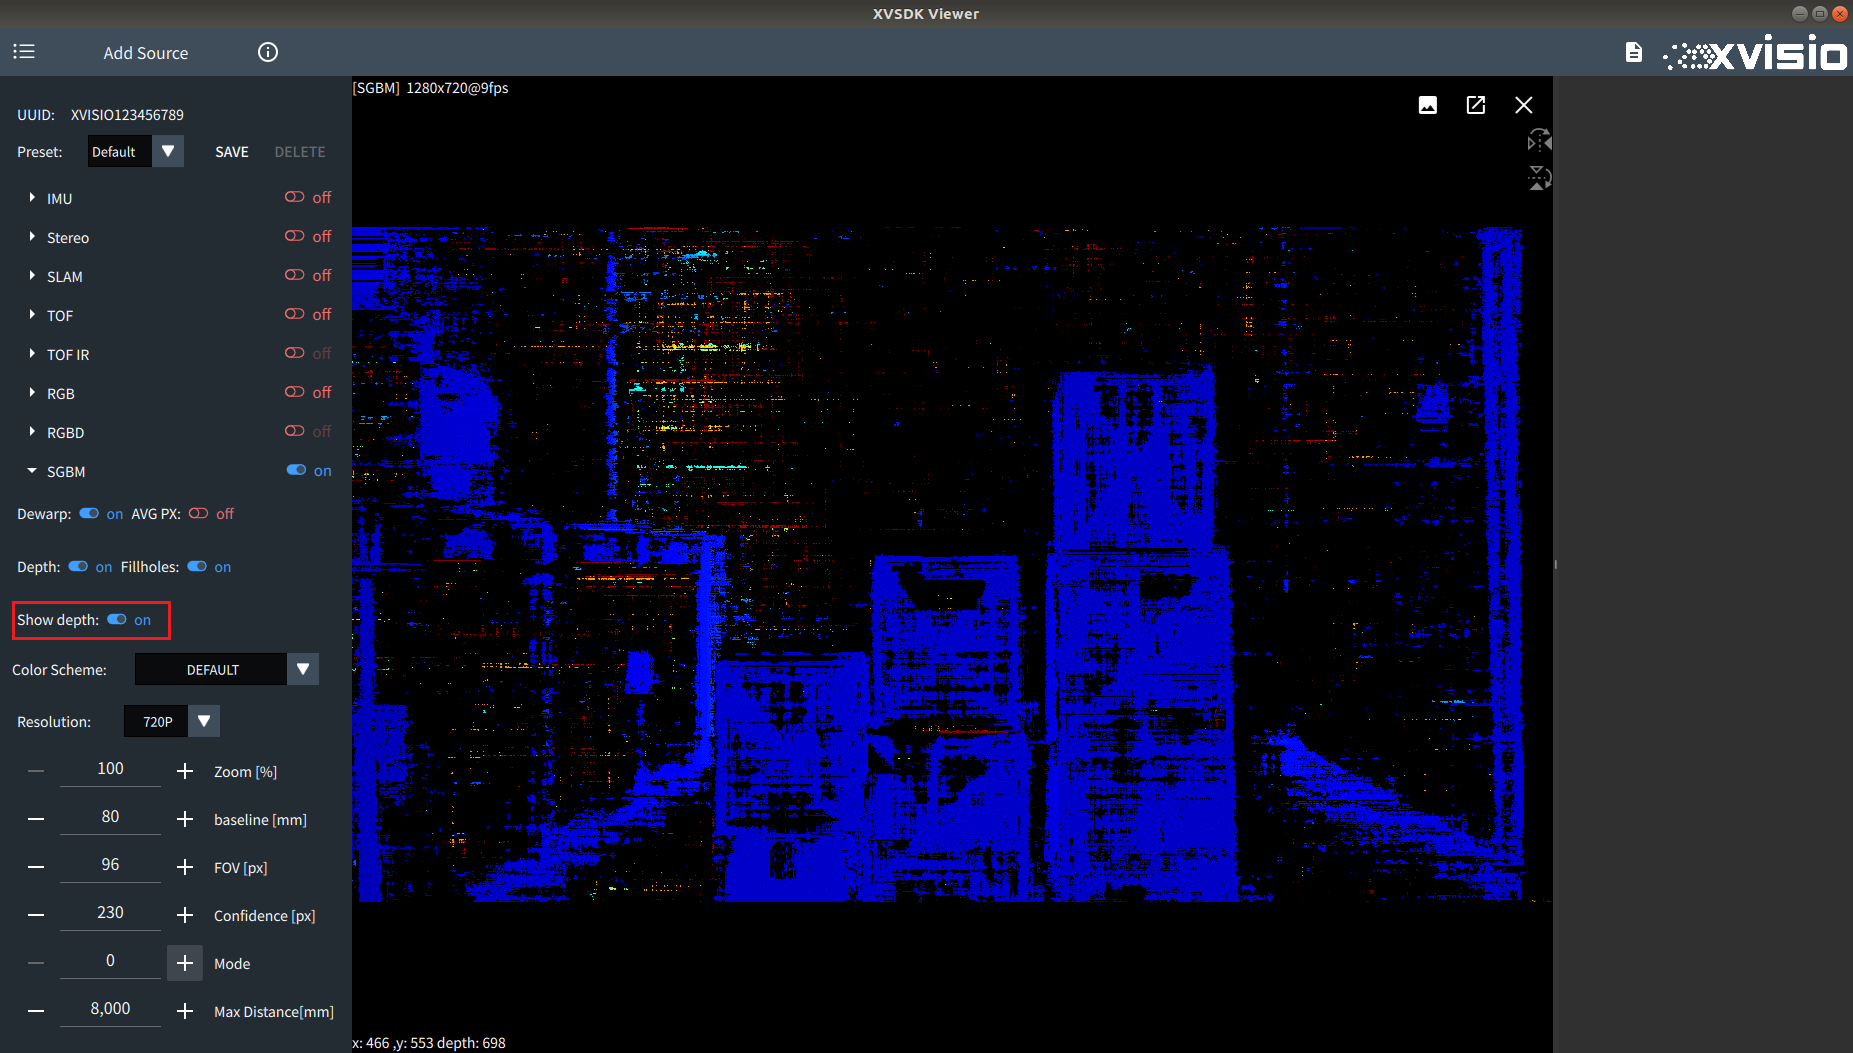 XVSDK Viewer
Add Source
xvisio
UUID: XVISIO123456789
Preset: Default SAVE DELETE
IMU off
Stereo off
SLAM off
TOF off
TOF IR off
RGB off
RGBD off
SGBM on
Dewarp: on AVG PX: off
Depth: on Fillholes: on
Show depth: on
Color Scheme: DEFAULT
Resolution: 720P
100 Zoom [%]
80 baseline [mm]
96 FOV [px]
230 Confidence [px]
0 Mode
8,000 Max Distance[mm]
[SGBM] 1280x720@9fps
x: 466 ,y: 553 depth: 698